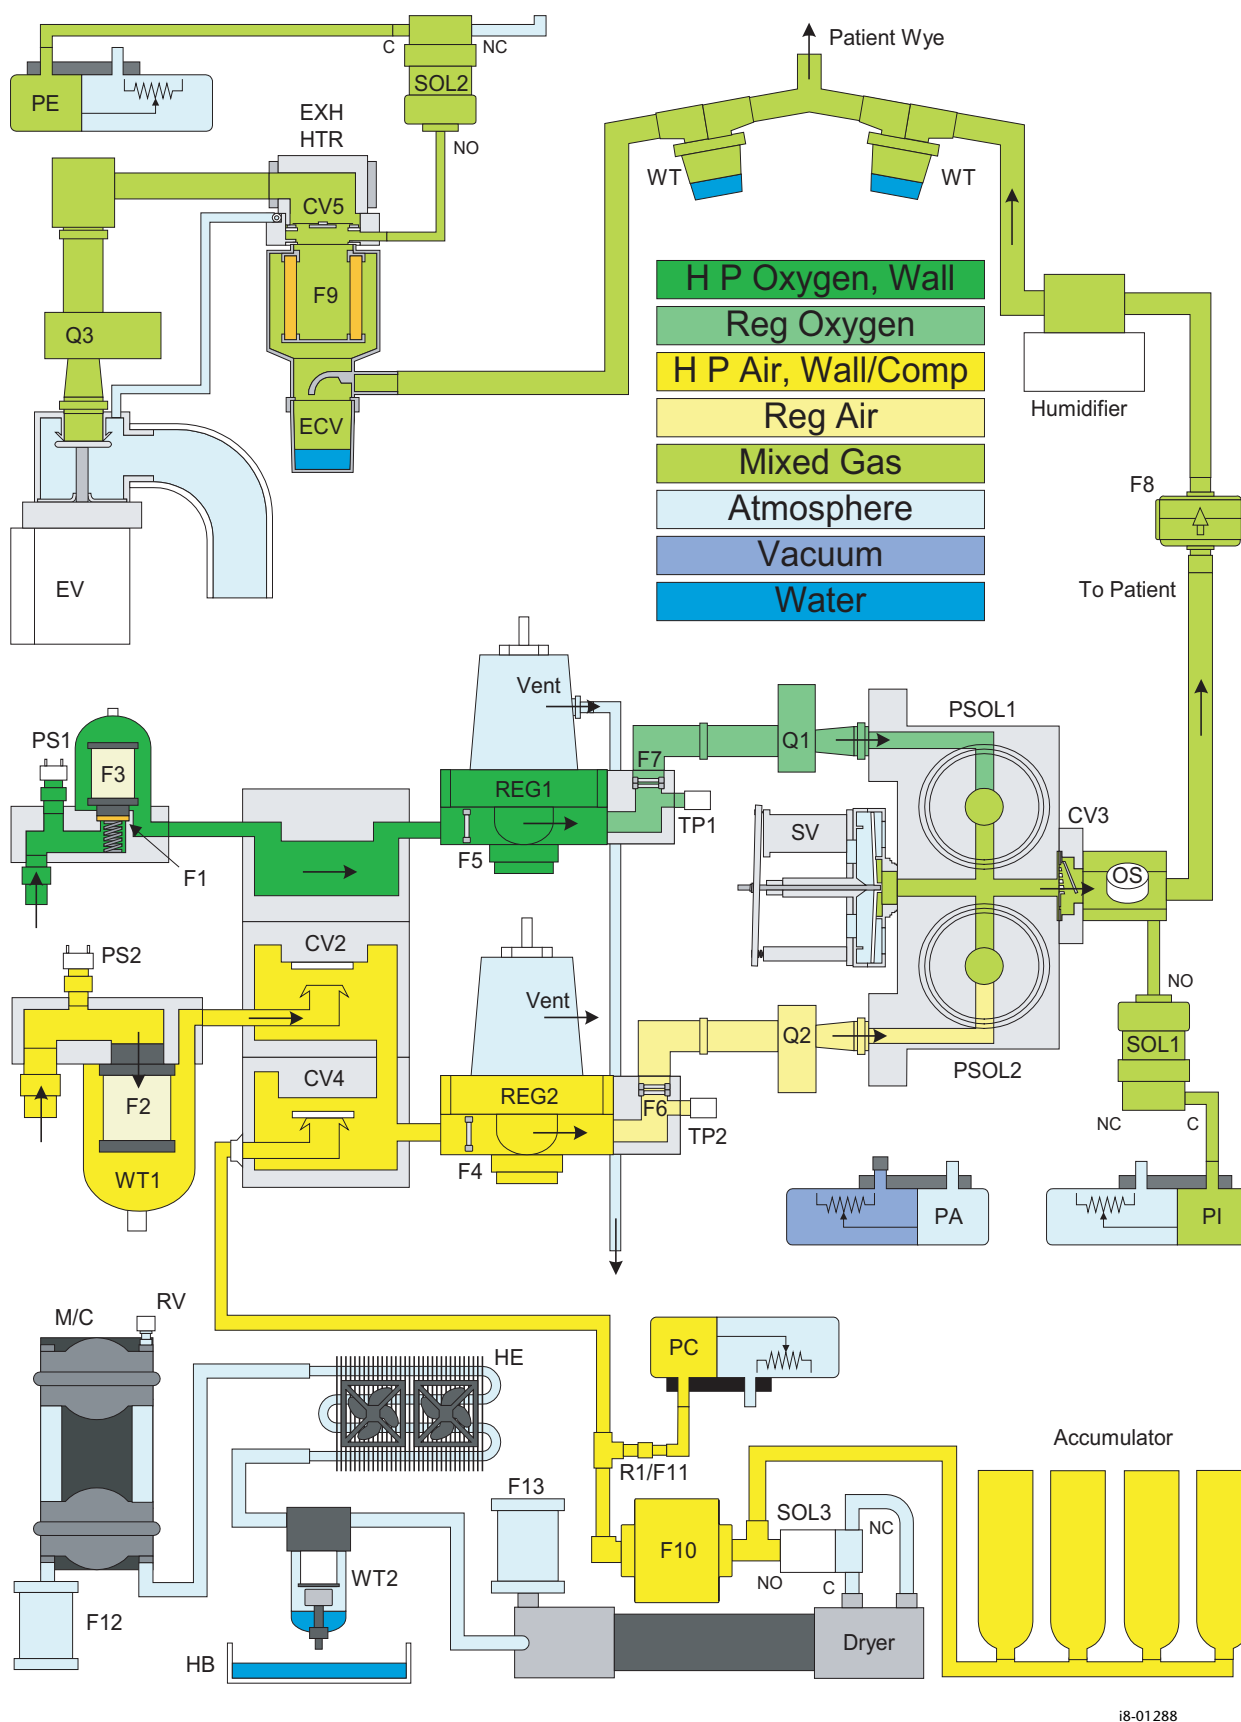 Patient Wye
C
NC
SOL2
PE
EXH
HTR
NO
WT
WT
CV5
H P Oxygen, Wall
Reg Oxygen
H P Air, Wall/Comp
Reg Air
Mixed Gas
Atmosphere
Vacuum
Water
F9
Q3
Humidifier
ECV
F8
EV
To Patient
Vent
PSOL1
PS1
F3
Q1
F7
REG1
TP1
SV
CV3
F5
F1
OS
CV2
PS2
Vent
NO
Q2
SOL1
PSOL2
CV4
REG2
F2
F6
NC
C
TP2
F4
WT1
PA
PI
RV
M/C
HE
PC
Accumulator
R1/F11
F13
SOL3
NC
F10
WT2
NO
C
F12
Dryer
HB
i8-01288